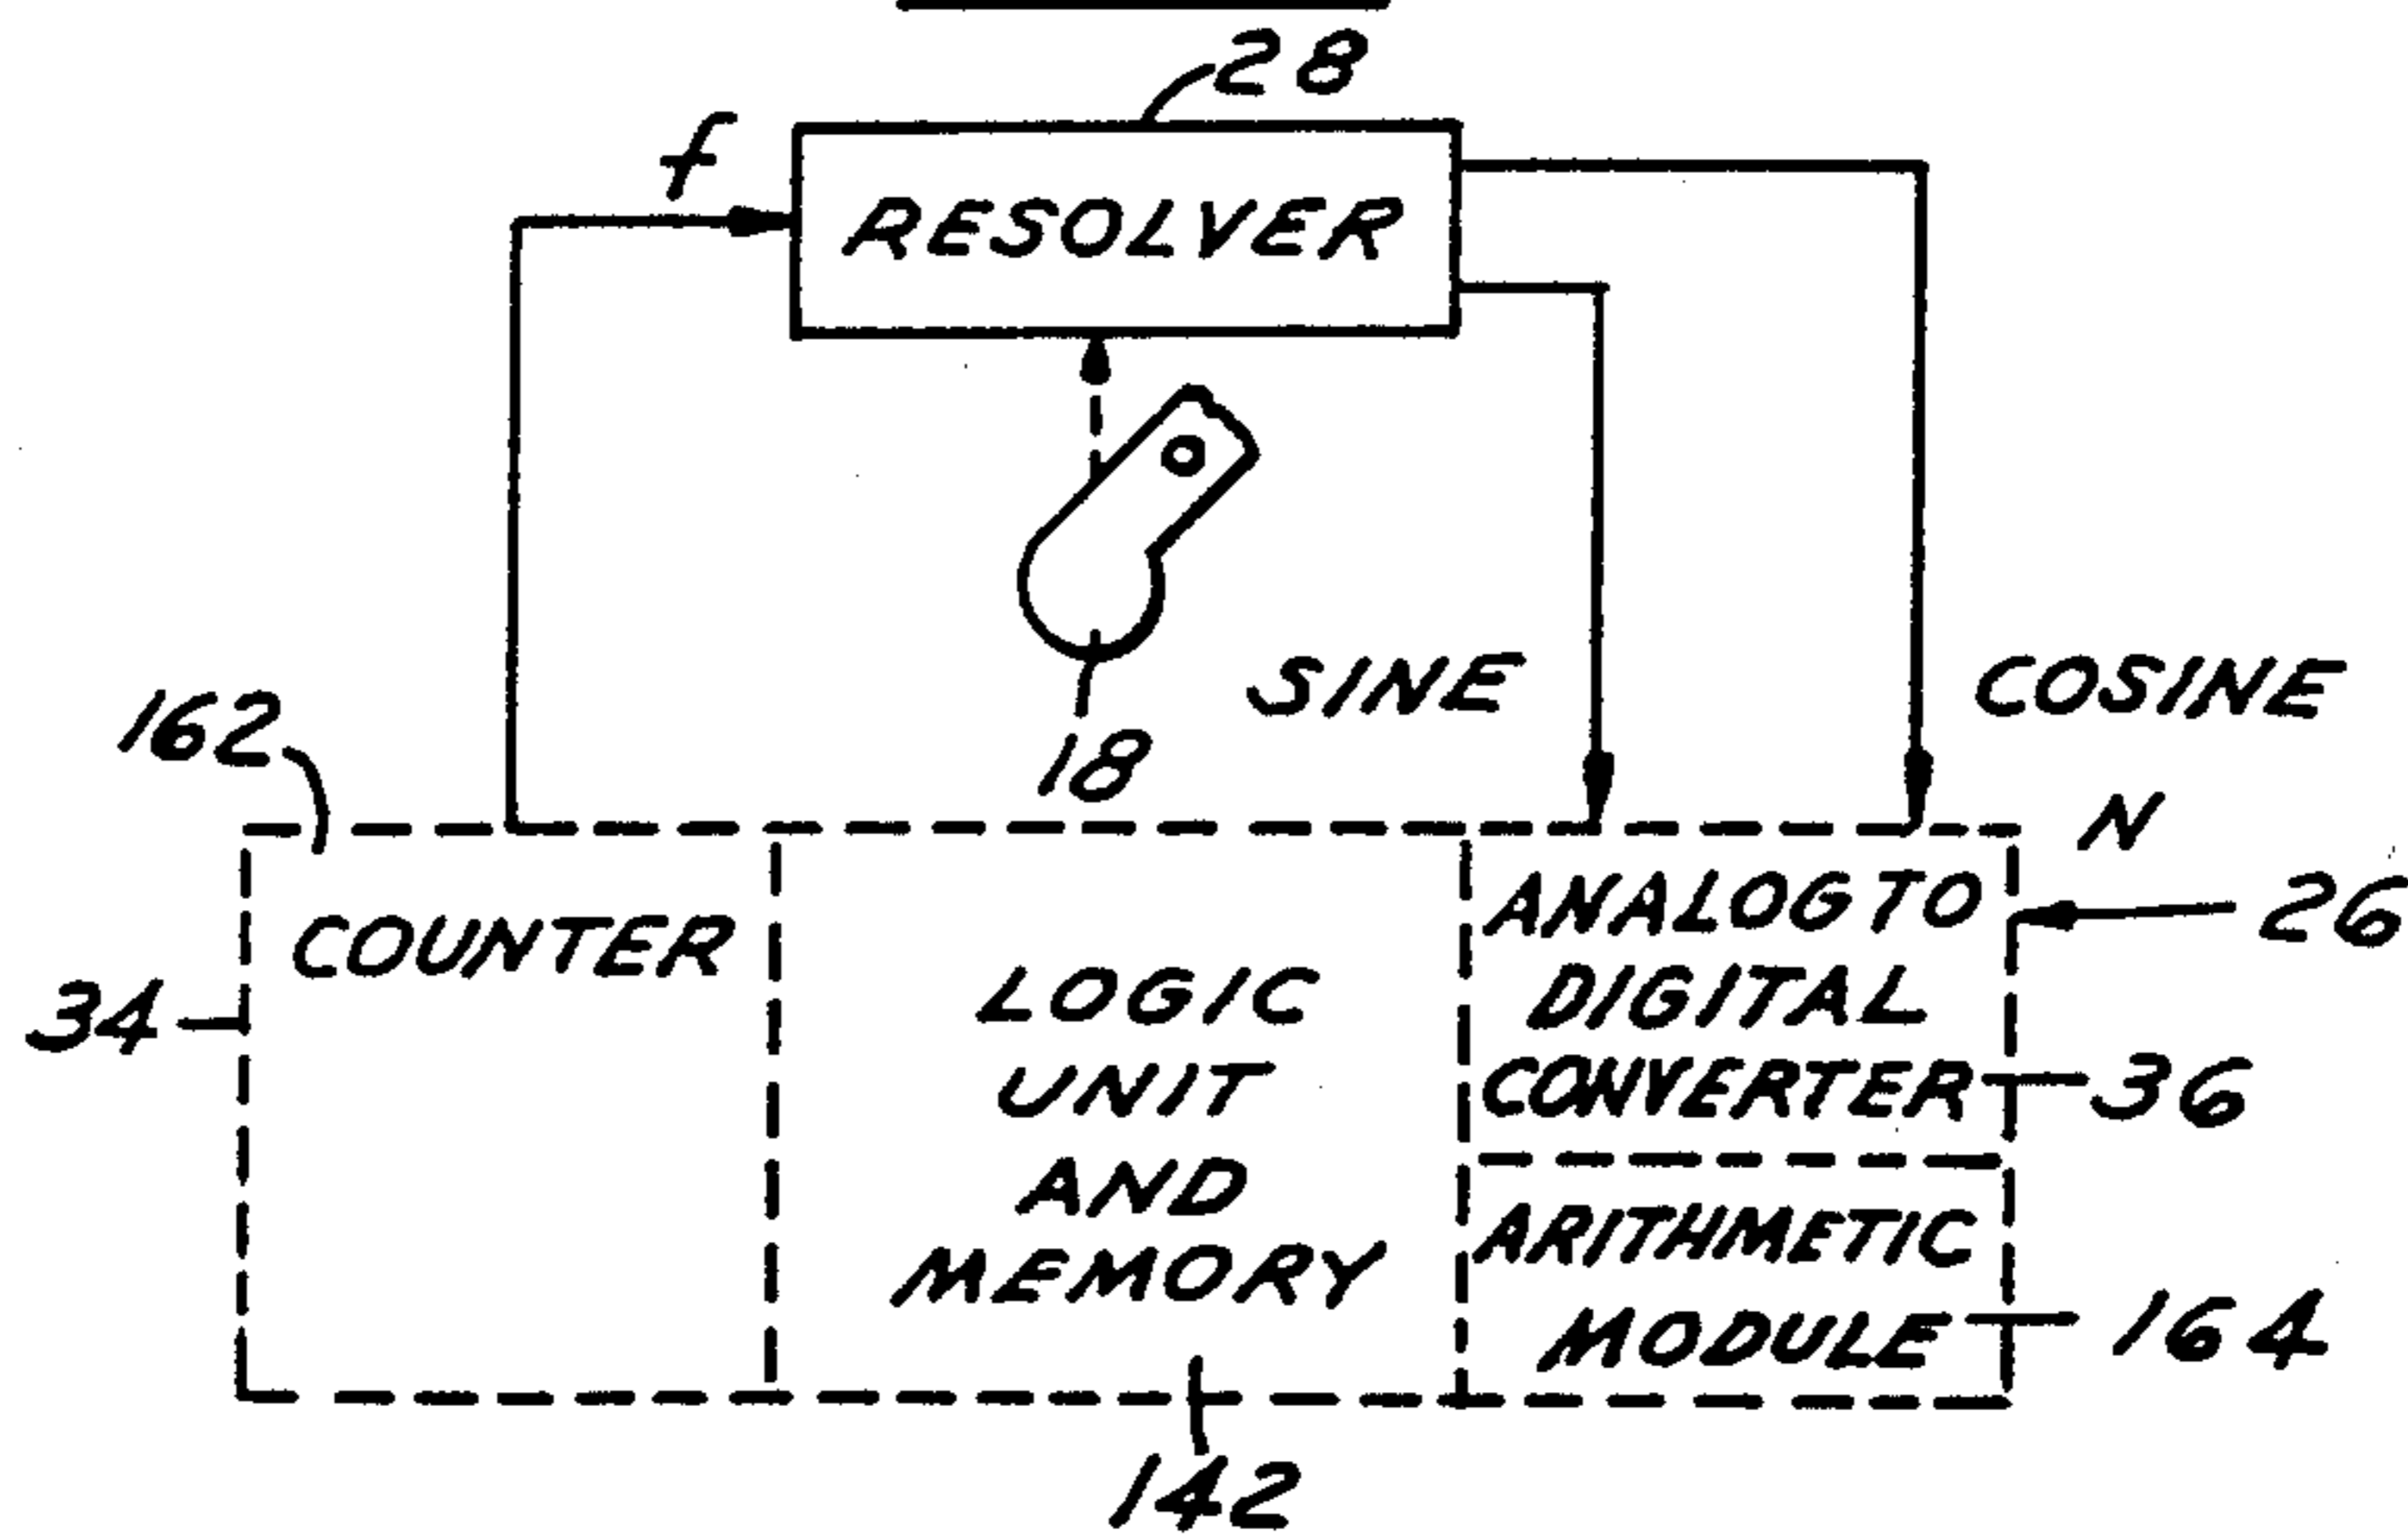 28
f
RESOLVER
18
SINE
COSINE
162
N
26
34
COUNTER
LOGIC
UNIT
AND
MEMORY
ANALOG TO
DIGITAL
CONVERTER
36
ARITHMETIC
MODULE
164
142